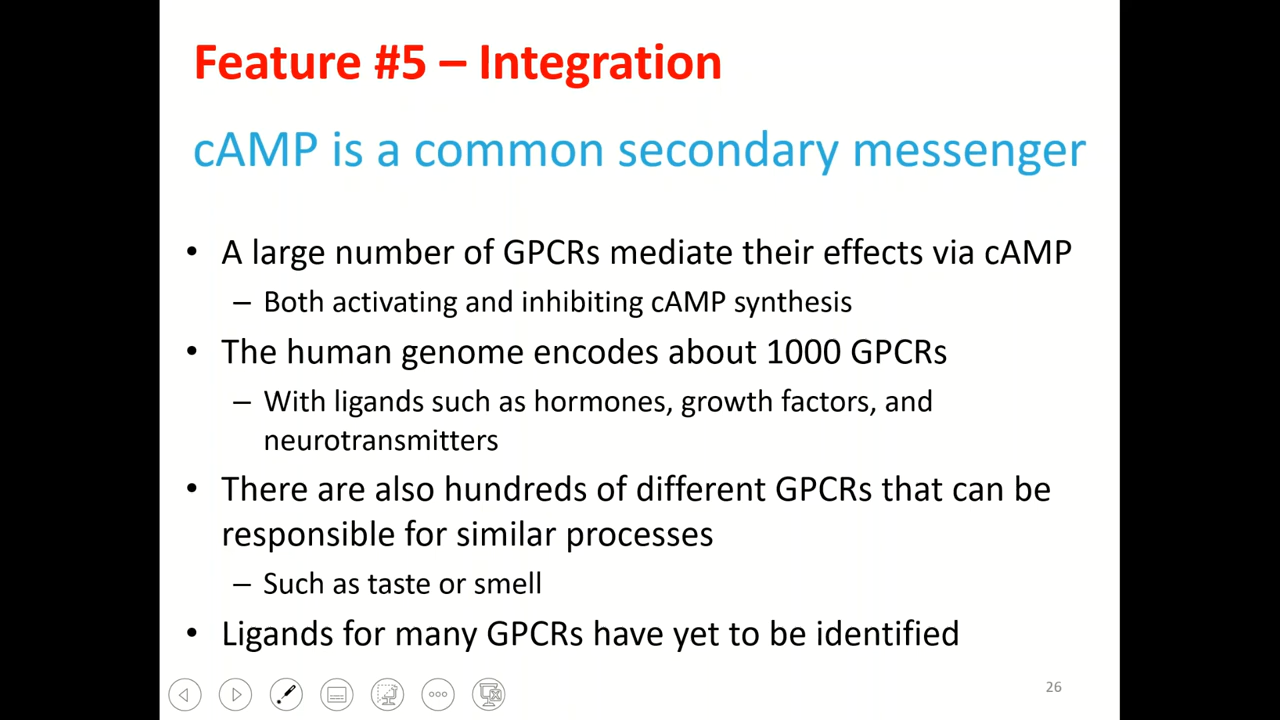 Feature #5 – Integration
cAMP is a common secondary messenger
• A large number of GPCRs mediate their effects via cAMP
– Both activating and inhibiting cAMP synthesis
• The human genome encodes about 1000 GPCRs
– With ligands such as hormones, growth factors, and
neurotransmitters
• There are also hundreds of different GPCRs that can be
responsible for similar processes
– Such as taste or smell
• Ligands for many GPCRs have yet to be identified
26